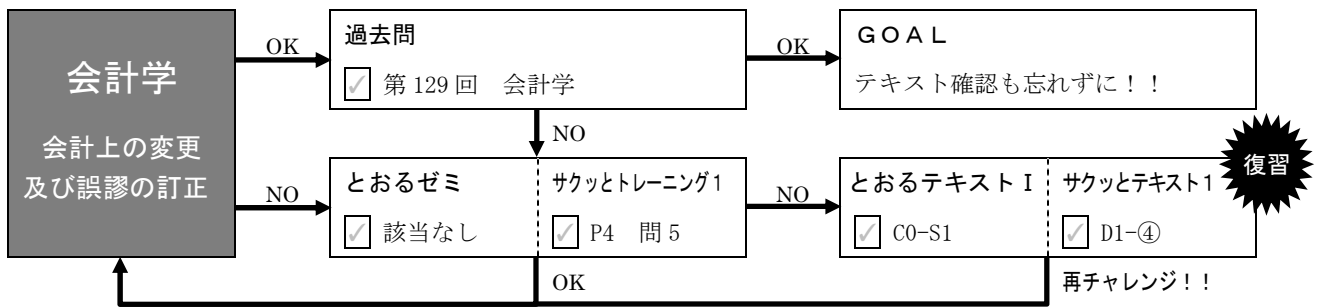 会計学
会計上の変更
及び誤謬の訂正
OK
過去問
✓ 第129回 会計学
OK
ＧＯＡＬ
テキスト確認も忘れずに！！
NO
NO
とおるゼミ
✓ 該当なし
サクッとトレーニング1
✓ P4 問5
NO
とおるテキストⅠ
✓ C0-S1
サクッとテキスト1
✓ D1-④
復習
OK
再チャレンジ！！